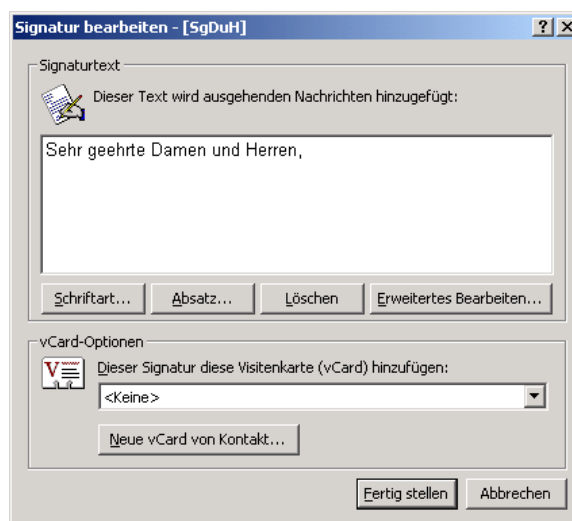 Signatur bearbeiten - [SgDuH]
Signaturtext
Dieser Text wird ausgehenden Nachrichten hinzugefügt:
Sehr geehrte Damen und Herren,
Schriftart... Absatz... Löschen Erweitertes Bearbeiten...
vCard-Optionen
Dieser Signatur diese Visitenkarte (vCard) hinzufügen:
<Keine>
Neue vCard von Kontakt...
Fertig stellen Abbrechen